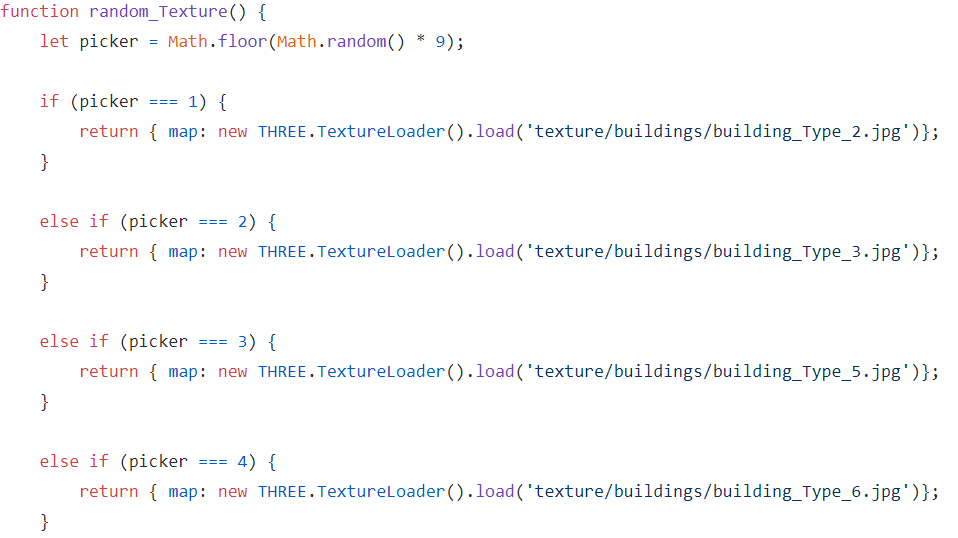 function random_Texture() {
let picker = Math.floor(Math.random() * 9);
if (picker === 1) {
return { map: new THREE.TextureLoader().load('texture/buildings/building_Type_2.jpg')};
}
else if (picker === 2) {
return { map: new THREE.TextureLoader().load('texture/buildings/building_Type_3.jpg')};
}
else if (picker === 3) {
return { map: new THREE.TextureLoader().load('texture/buildings/building_Type_5.jpg')};
}
else if (picker === 4) {
return { map: new THREE.TextureLoader().load('texture/buildings/building_Type_6.jpg')};
}